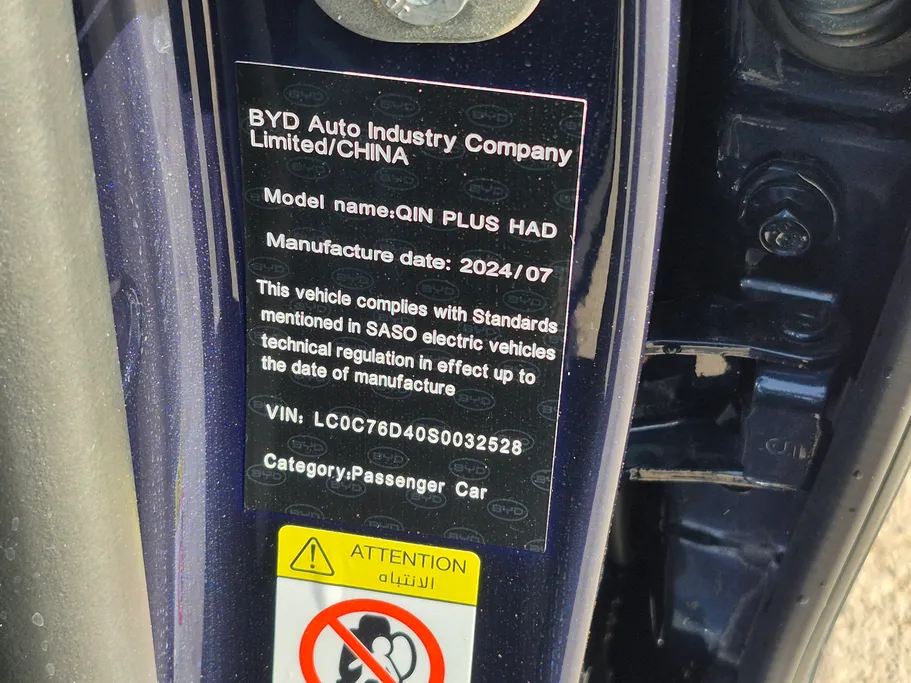 BYD Auto Industry Company
Limited/CHINA
Model name:QIN PLUS HAD
Manufacture date: 2024/07
This vehicle complies with Standards
mentioned in SASO electric vehicles
technical regulation in effect up to
the date of manufacture
VIN: LC0C76D40S0032528
Category:Passenger Car
ATTENTION
الانتباه